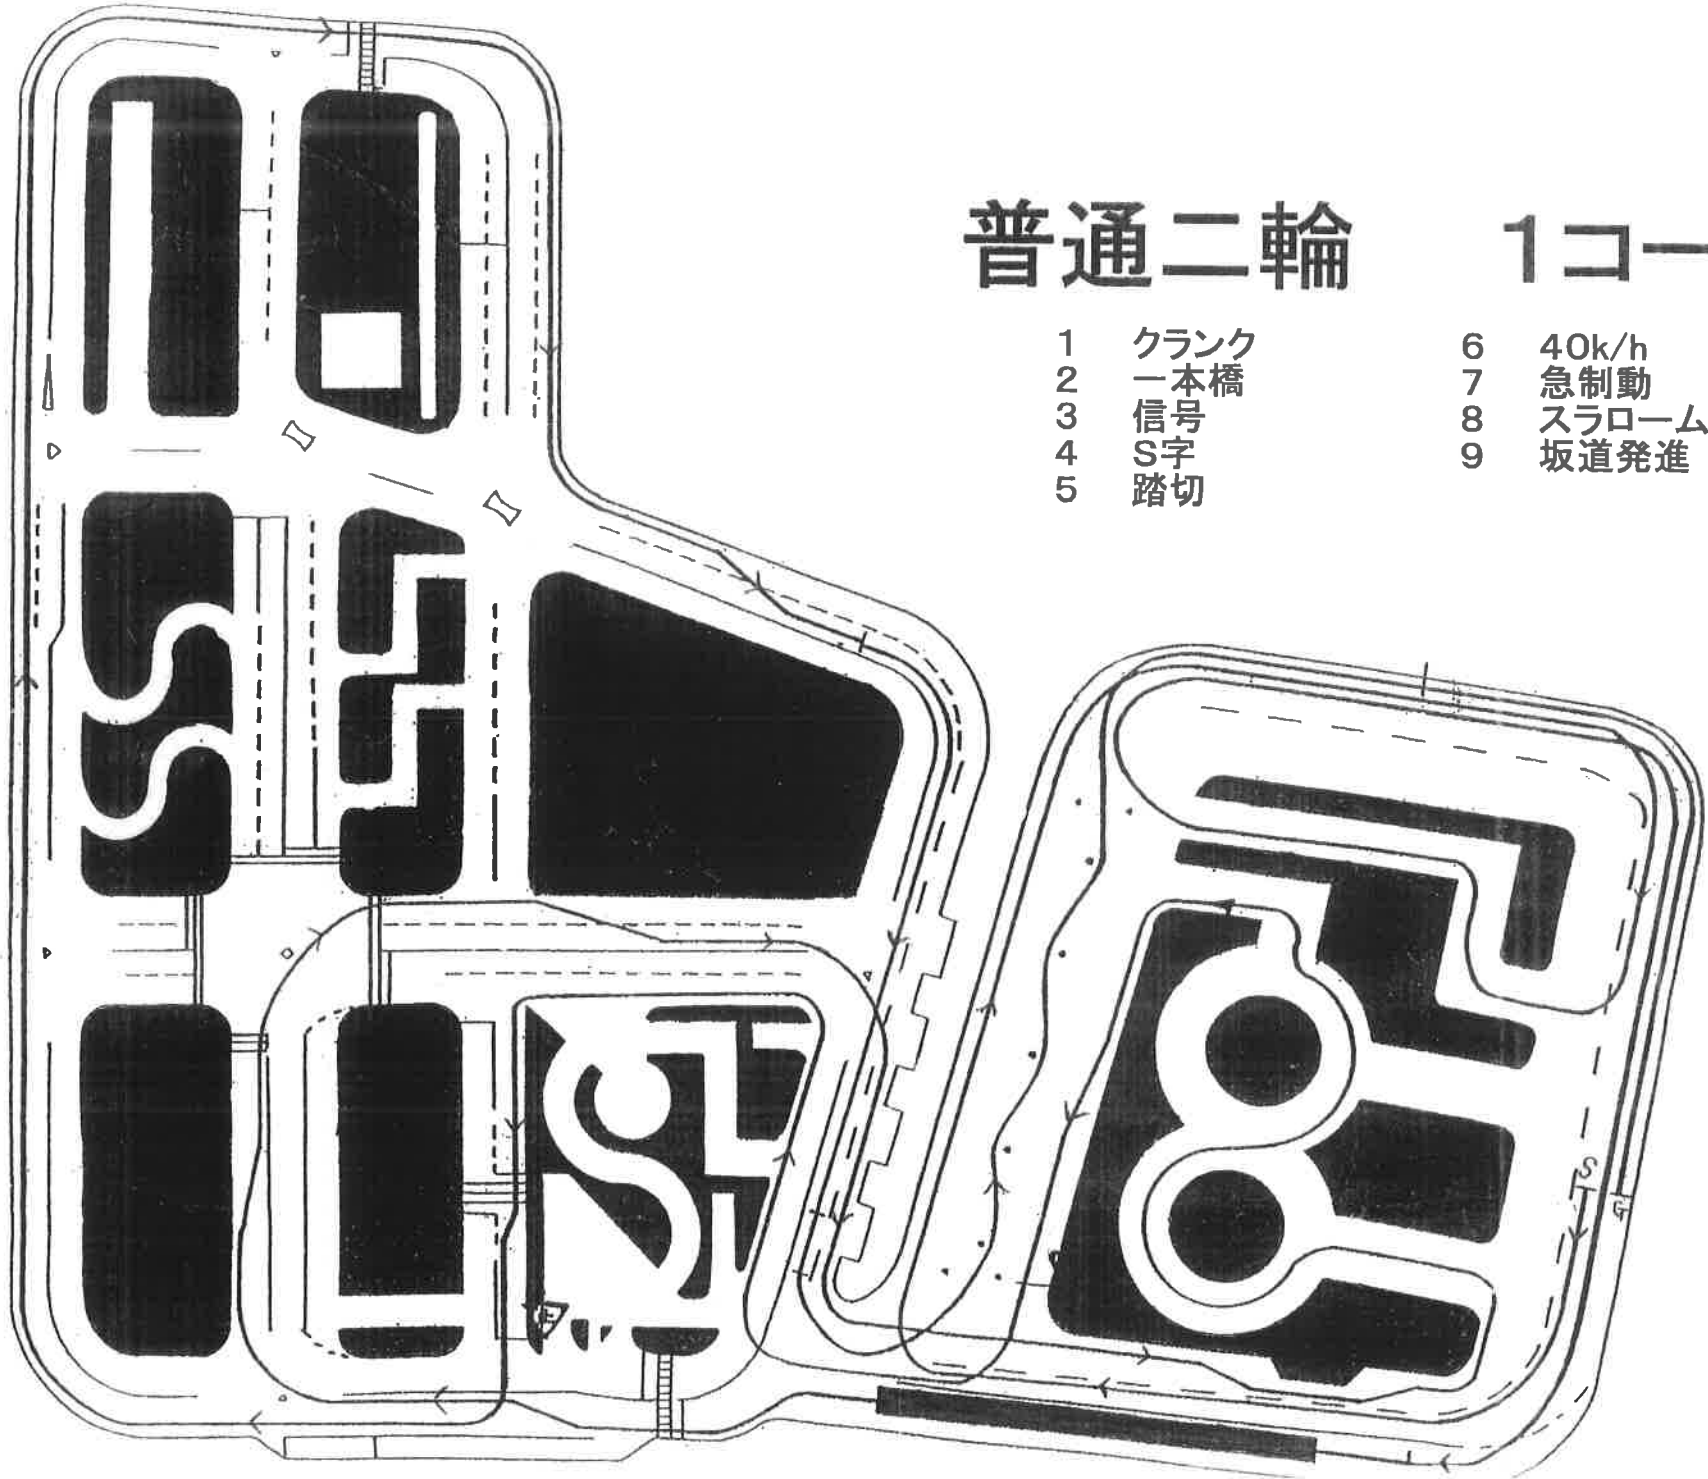 普通二輪 1コー
1 クランク
2 一本橋
3 信号
4 S字
5 踏切
6 40k/h
7 急制動
8 スラローム
9 坂道発進
S
G